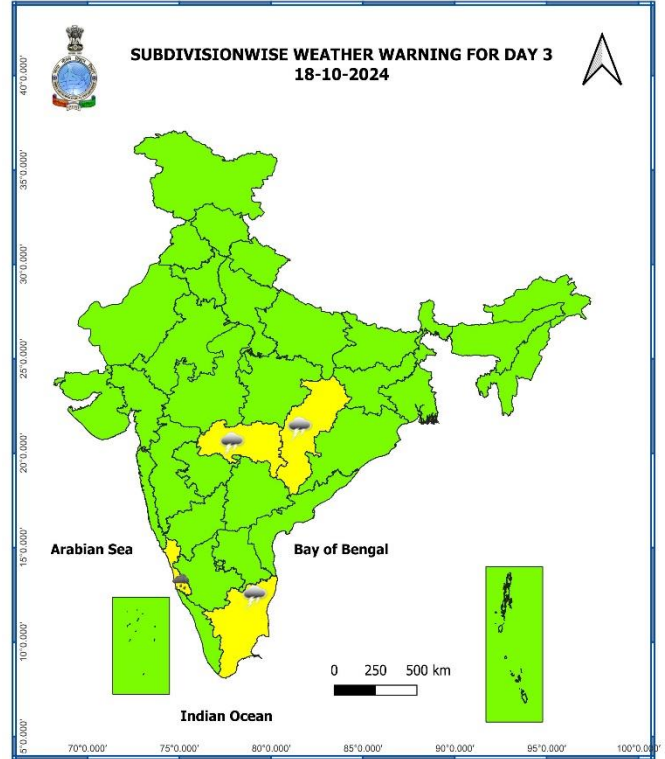 SUBDIVISIONWISE WEATHER WARNING FOR DAY 3
18-10-2024
40°0.000'
35°0.000'
30°0.000'
25°0.000'
20°0.000'
15°0.000'
10°0.000'
5°0.000'
Arabian Sea
Bay of Bengal
0 250 500 km
Indian Ocean
70°0.000' 75°0.000' 80°0.000' 85°0.000' 90°0.000' 95°0.000' 100°0.000'